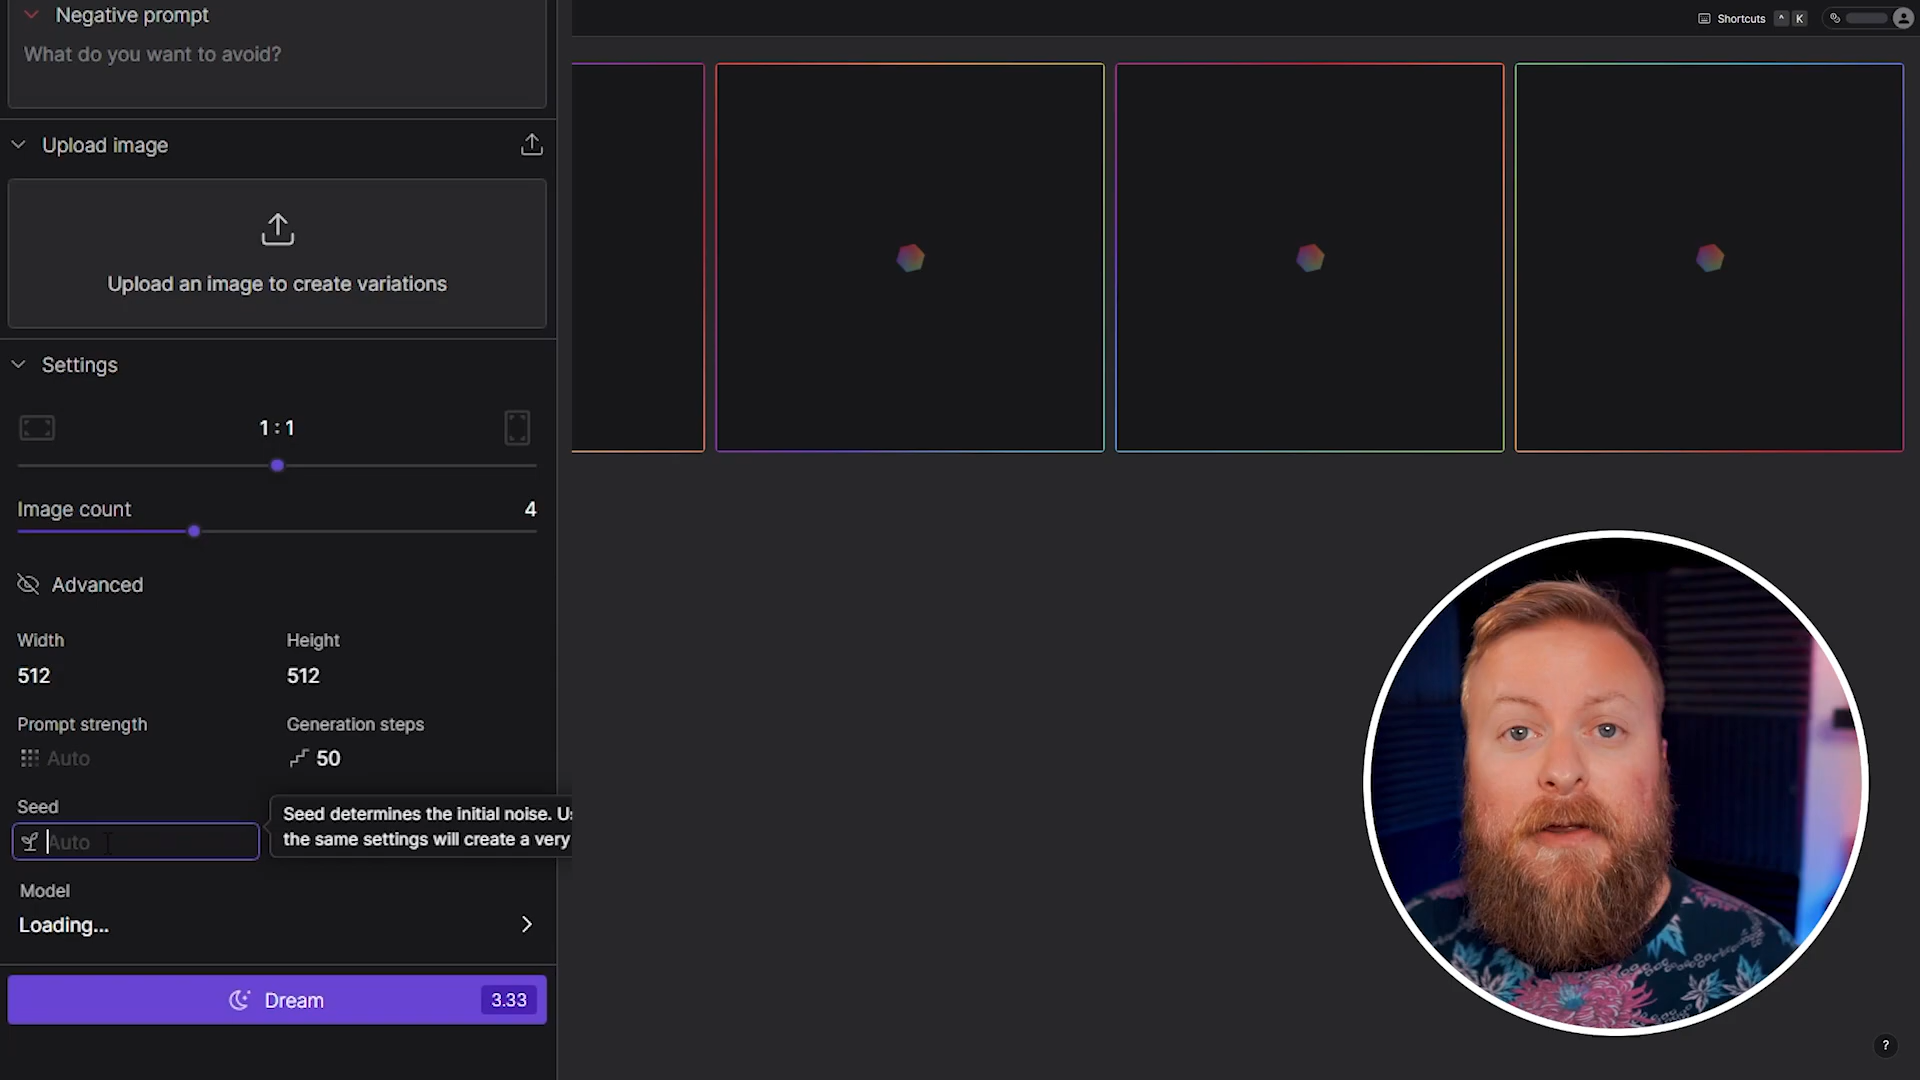 Negative prompt
What do you want to avoid?
Shortcuts ^ K
Upload image
Upload an image to create variations
Settings
1 : 1
Image count 4
Advanced
Width Height
512 512
Prompt strength Generation steps
Auto 50
Seed
Auto
Seed determines the initial noise. Us
the same settings will create a very
Model
Loading...
Dream 3.33
?